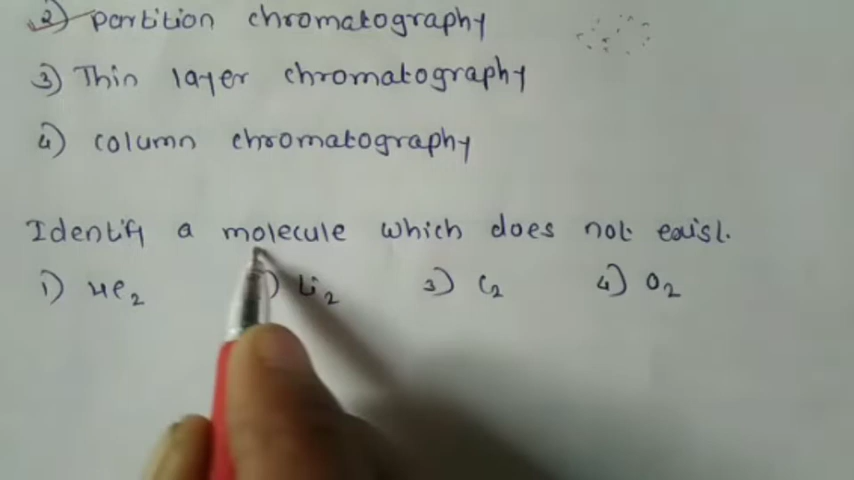 2) partition chromatography
3) Thin layer chromatography
4) column chromatography
Identify a molecule which does not exist.
1) He2 2) Li2 3) C2 4) O2